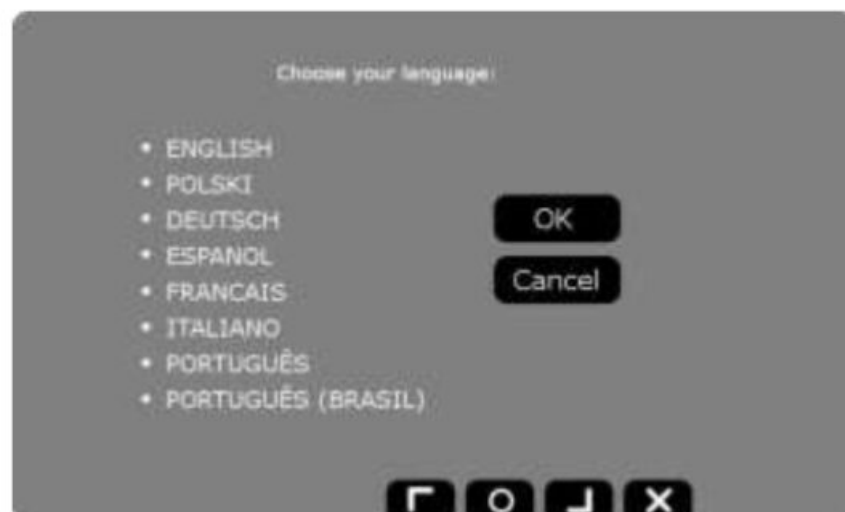 Choose your language:
• ENGLISH
• POLSKI
• DEUTSCH
• ESPANOL
• FRANCAIS
• ITALIANO
• PORTUGUÊS
• PORTUGUÊS (BRASIL)
OK
Cancel